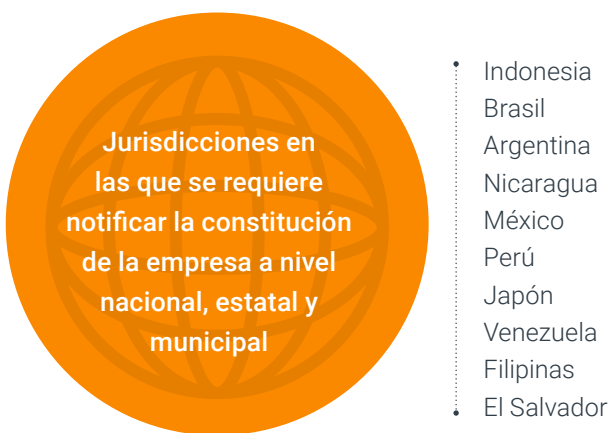 Jurisdicciones en
las que se requiere
notificar la constitución
de la empresa a nivel
nacional, estatal y
municipal
Indonesia
Brasil
Argentina
Nicaragua
México
Perú
Japón
Venezuela
Filipinas
El Salvador